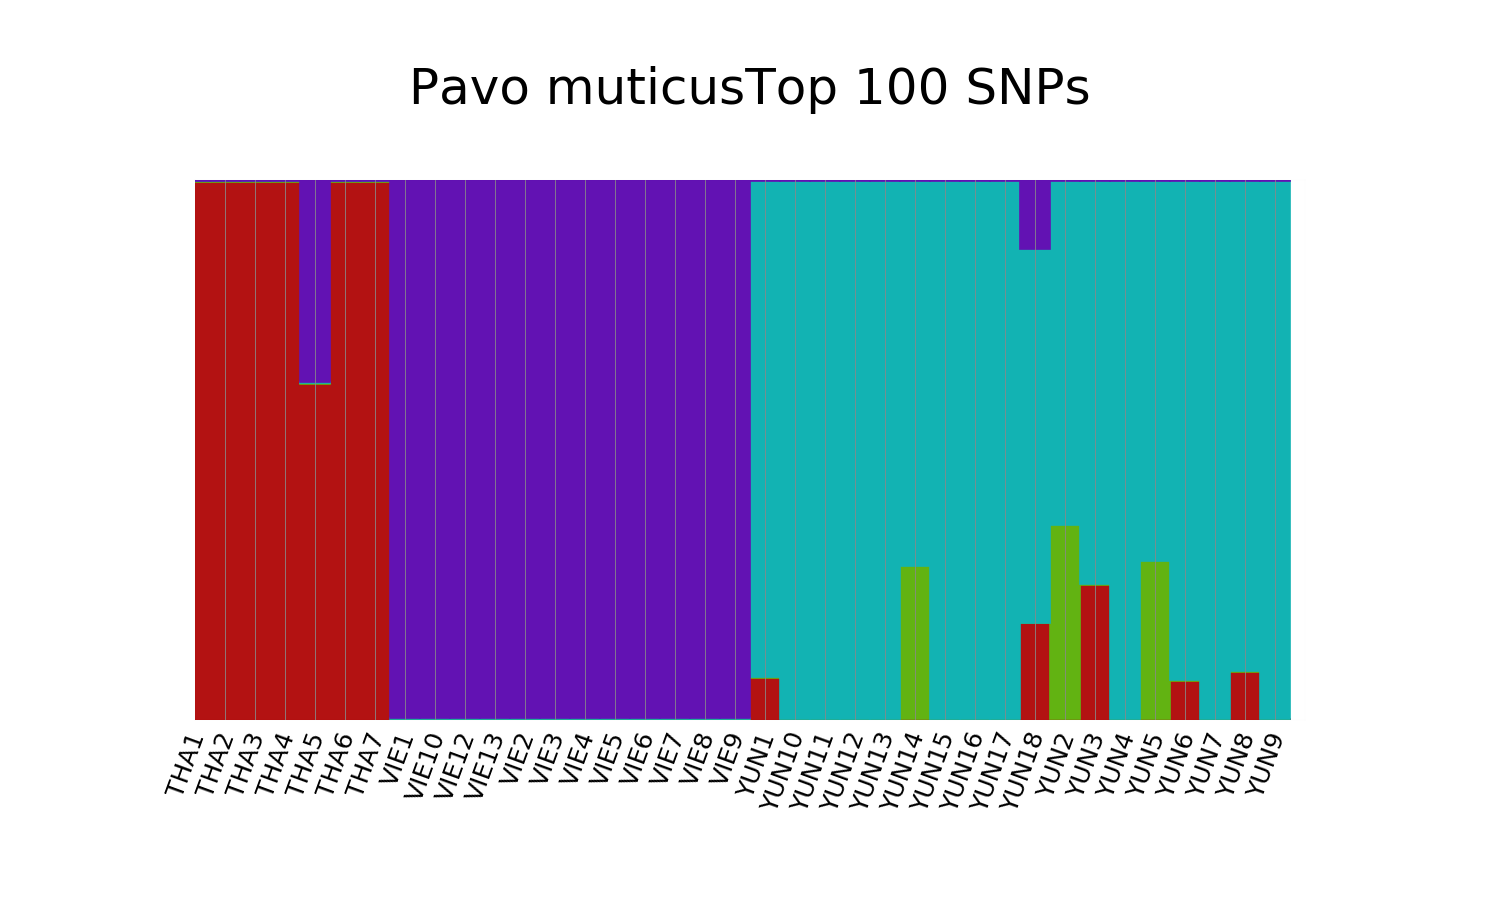 Pavo muticusTop 100 SNPs
THA1
THA2
THA3
THA4
THA5
THA6
THA7
VIE1
VIE10
VIE12
VIE13
VIE2
VIE3
VIE4
VIE5
VIE6
VIE7
VIE8
VIE9
YUN1
YUN10
YUN11
YUN12
YUN13
YUN14
YUN15
YUN16
YUN17
YUN18
YUN2
YUN3
YUN4
YUN5
YUN6
YUN7
YUN8
YUN9